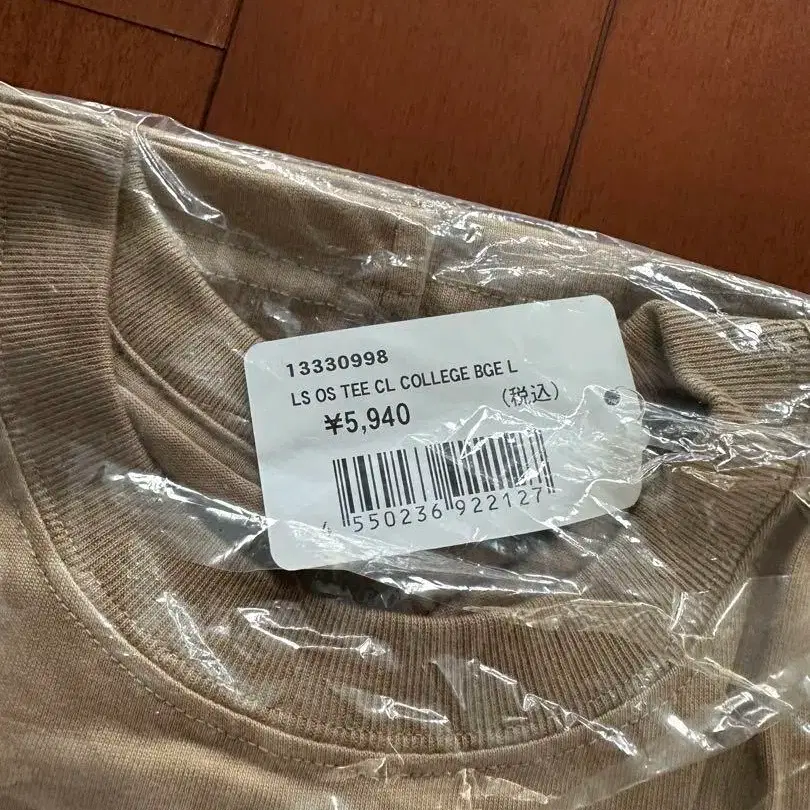 13330998
LS OS TEE CL COLLEGE BGE L
¥5,940 (税込)
4 550236 922127